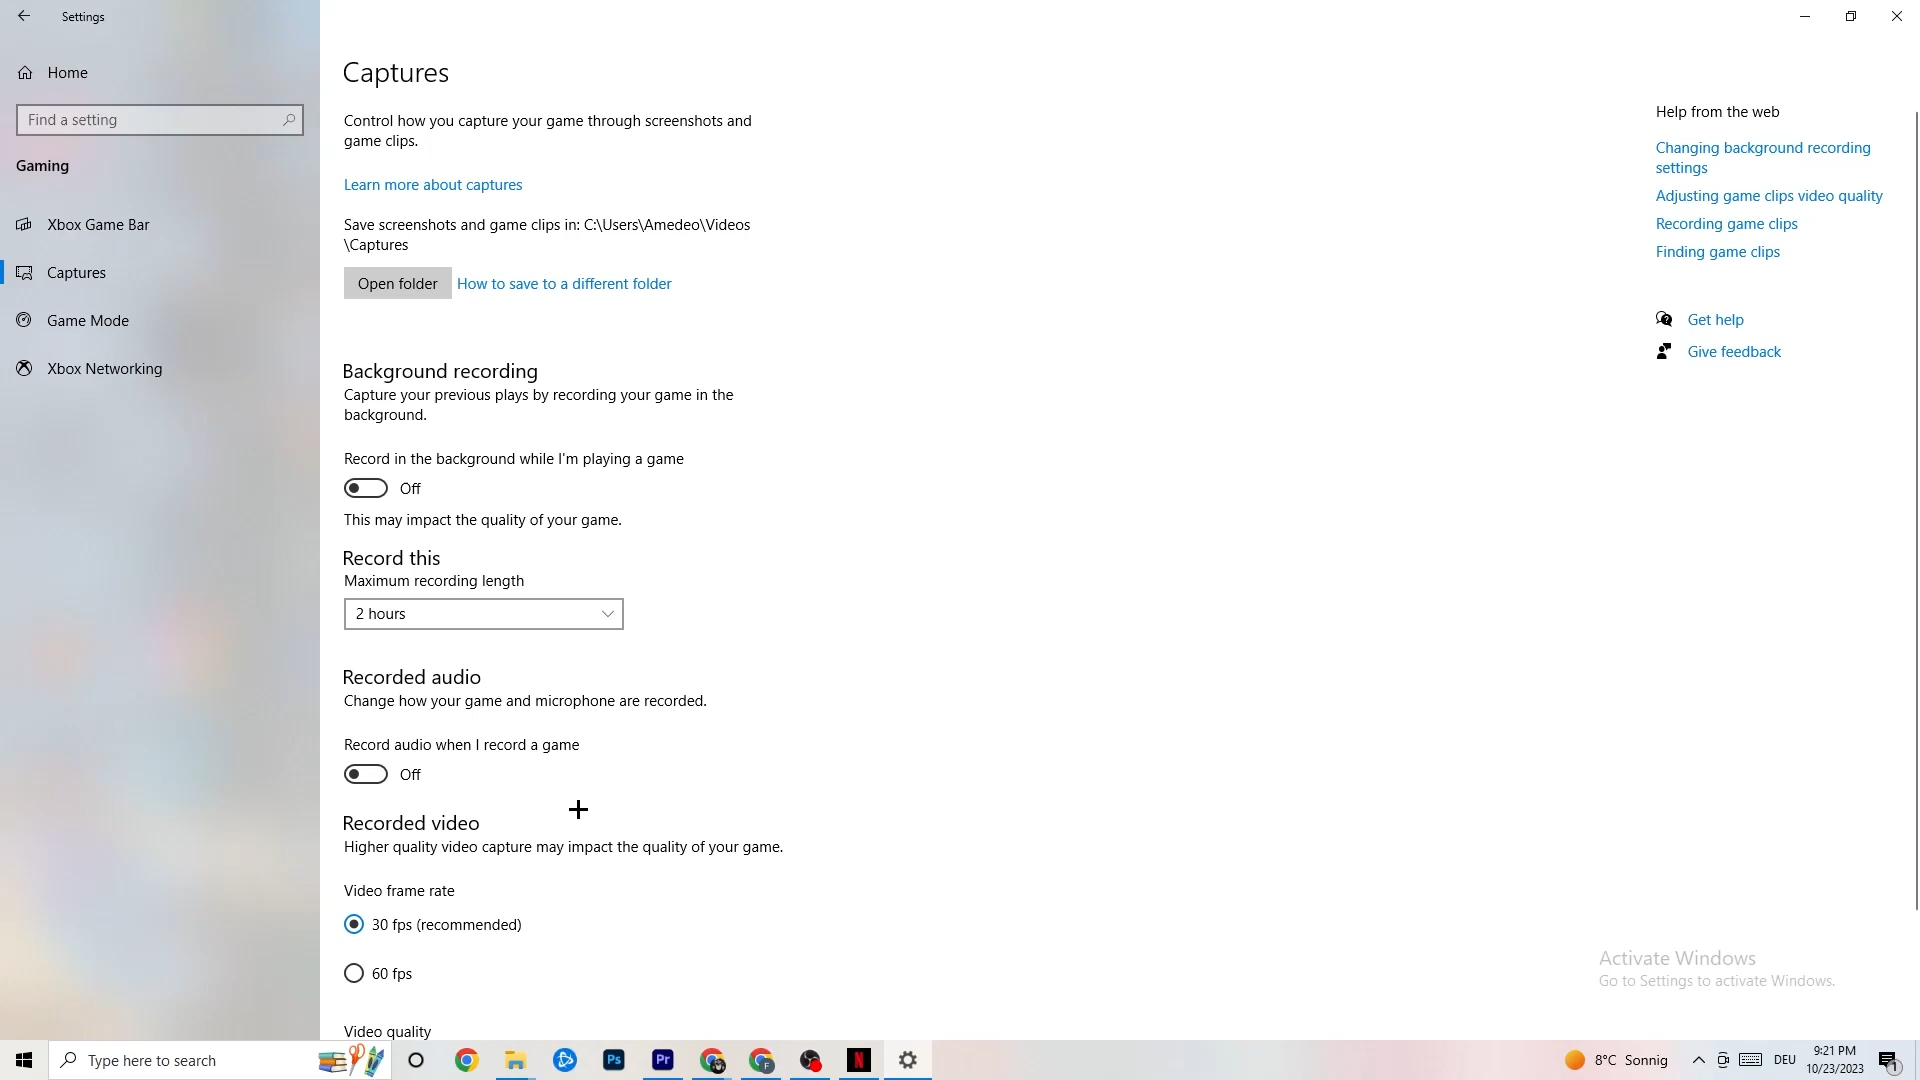 Settings
Home
Find a setting
Gaming
Xbox Game Bar
Captures
Game Mode
Xbox Networking
Captures
Control how you capture your game through screenshots and
game clips.
Learn more about captures
Save screenshots and game clips in: C:\Users\Amedeo\Videos
\Captures
Open folder
How to save to a different folder
Background recording
Capture your previous plays by recording your game in the
background.
Record in the background while I'm playing a game
Off
This may impact the quality of your game.
Record this
Maximum recording length
2 hours
Recorded audio
Change how your game and microphone are recorded.
Record audio when I record a game
Off
Recorded video
Higher quality video capture may impact the quality of your game.
Video frame rate
30 fps (recommended)
60 fps
Video quality
Help from the web
Changing background recording
settings
Adjusting game clips video quality
Recording game clips
Finding game clips
Get help
Give feedback
Activate Windows
Go to Settings to activate Windows.
Type here to search
Ps
Pr
F
N
8°C Sonnig
DEU
9:21 PM
10/23/2023
1